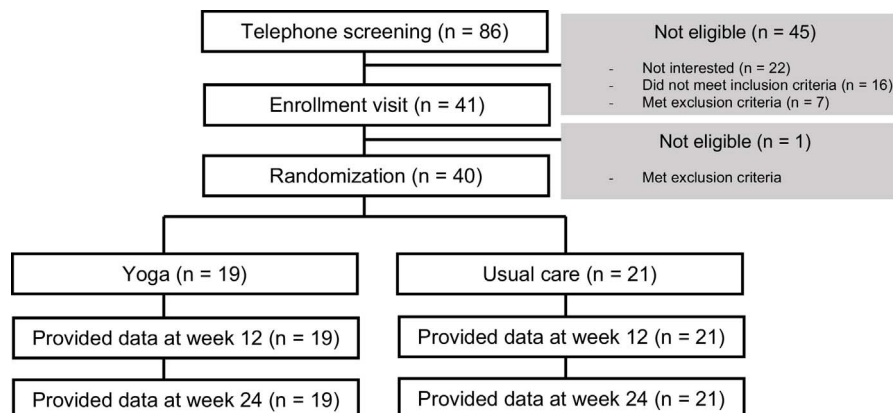 Telephone screening (n = 86)
Not eligible (n = 45)
- Not interested (n = 22)
- Did not meet inclusion criteria (n = 16)
- Met exclusion criteria (n = 7)
Enrollment visit (n = 41)
Not eligible (n = 1)
- Met exclusion criteria
Randomization (n = 40)
Yoga (n = 19)
Usual care (n = 21)
Provided data at week 12 (n = 19)
Provided data at week 12 (n = 21)
Provided data at week 24 (n = 19)
Provided data at week 24 (n = 21)